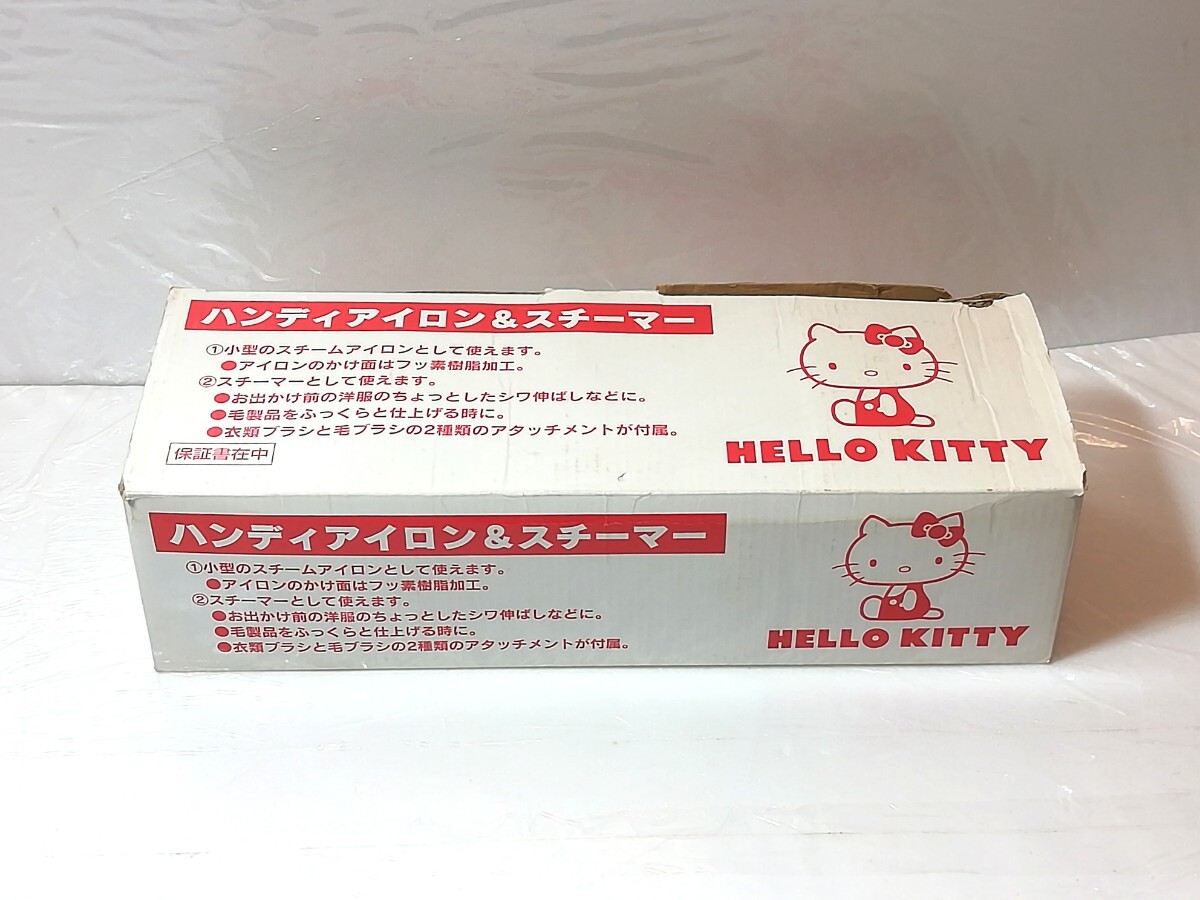 ハンディアイロン&スチーマー
①小型のスチームアイロンとして使えます。
●アイロンのかけ面はフッ素樹脂加工。
②スチーマーとして使えます。
●お出かけ前の洋服のちょっとしたシワ伸ばしなどに。
●毛製品をふっくらと仕上げる時に。
●衣類ブラシと毛ブラシの2種類のアタッチメントが付属。
保証書在中
HELLO KITTY
ハンディアイロン&スチーマー
①小型のスチームアイロンとして使えます。
●アイロンのかけ面はフッ素樹脂加工。
②スチーマーとして使えます。
●お出かけ前の洋服のちょっとしたシワ伸ばしなどに。
●毛製品をふっくらと仕上げる時に。
●衣類ブラシと毛ブラシの2種類のアタッチメントが付属。
HELLO KITTY